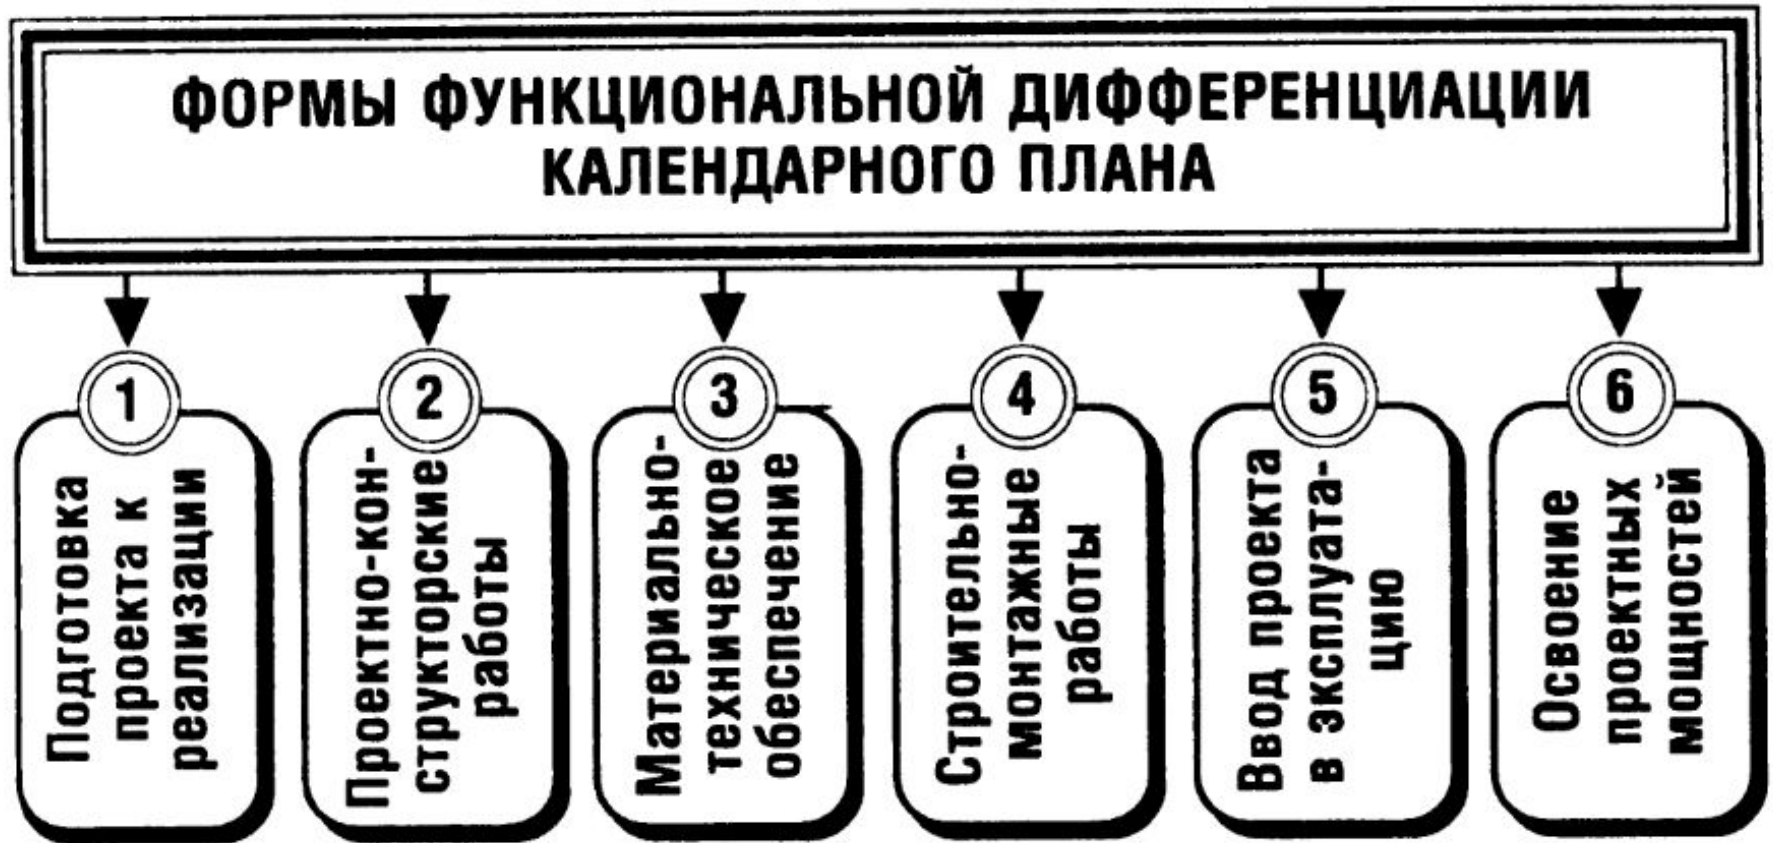 ФОРМЫ ФУНКЦИОНАЛЬНОЙ ДИФФЕРЕНЦИАЦИИ
КАЛЕНДАРНОГО ПЛАНА
1
Подготовка
проекта к
реализации
2
Проектно-кон-
структорские
работы
3
Материально-
техническое
обеспечение
4
Строительно-
монтажные
работы
5
Ввод проекта
в эксплуата-
цию
6
Освоение
проектных
мощностей